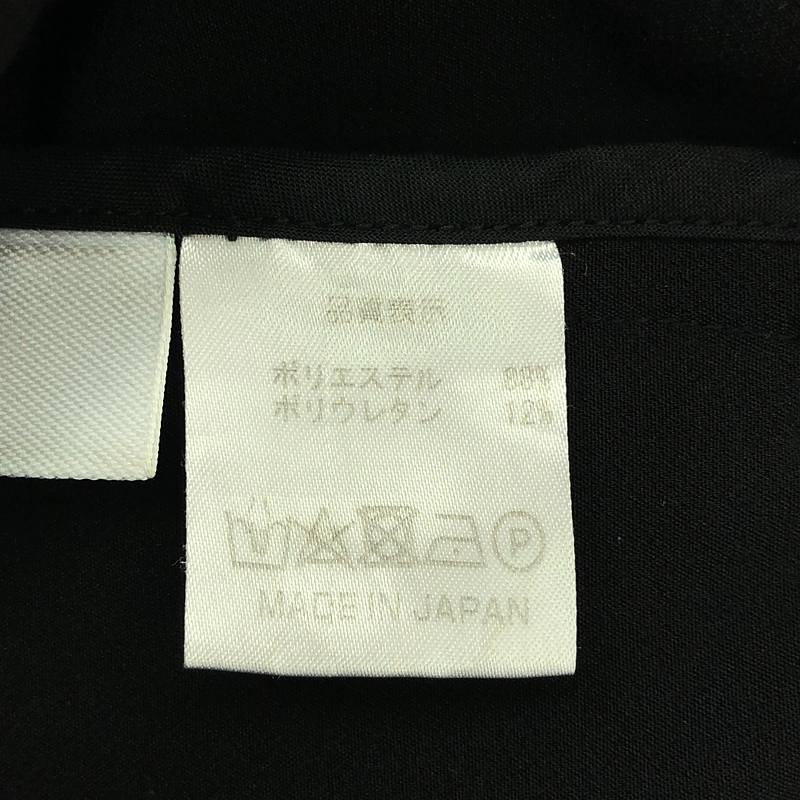 品質表示
ポリエステル 88%
ポリウレタン 12%
P
MADE IN JAPAN